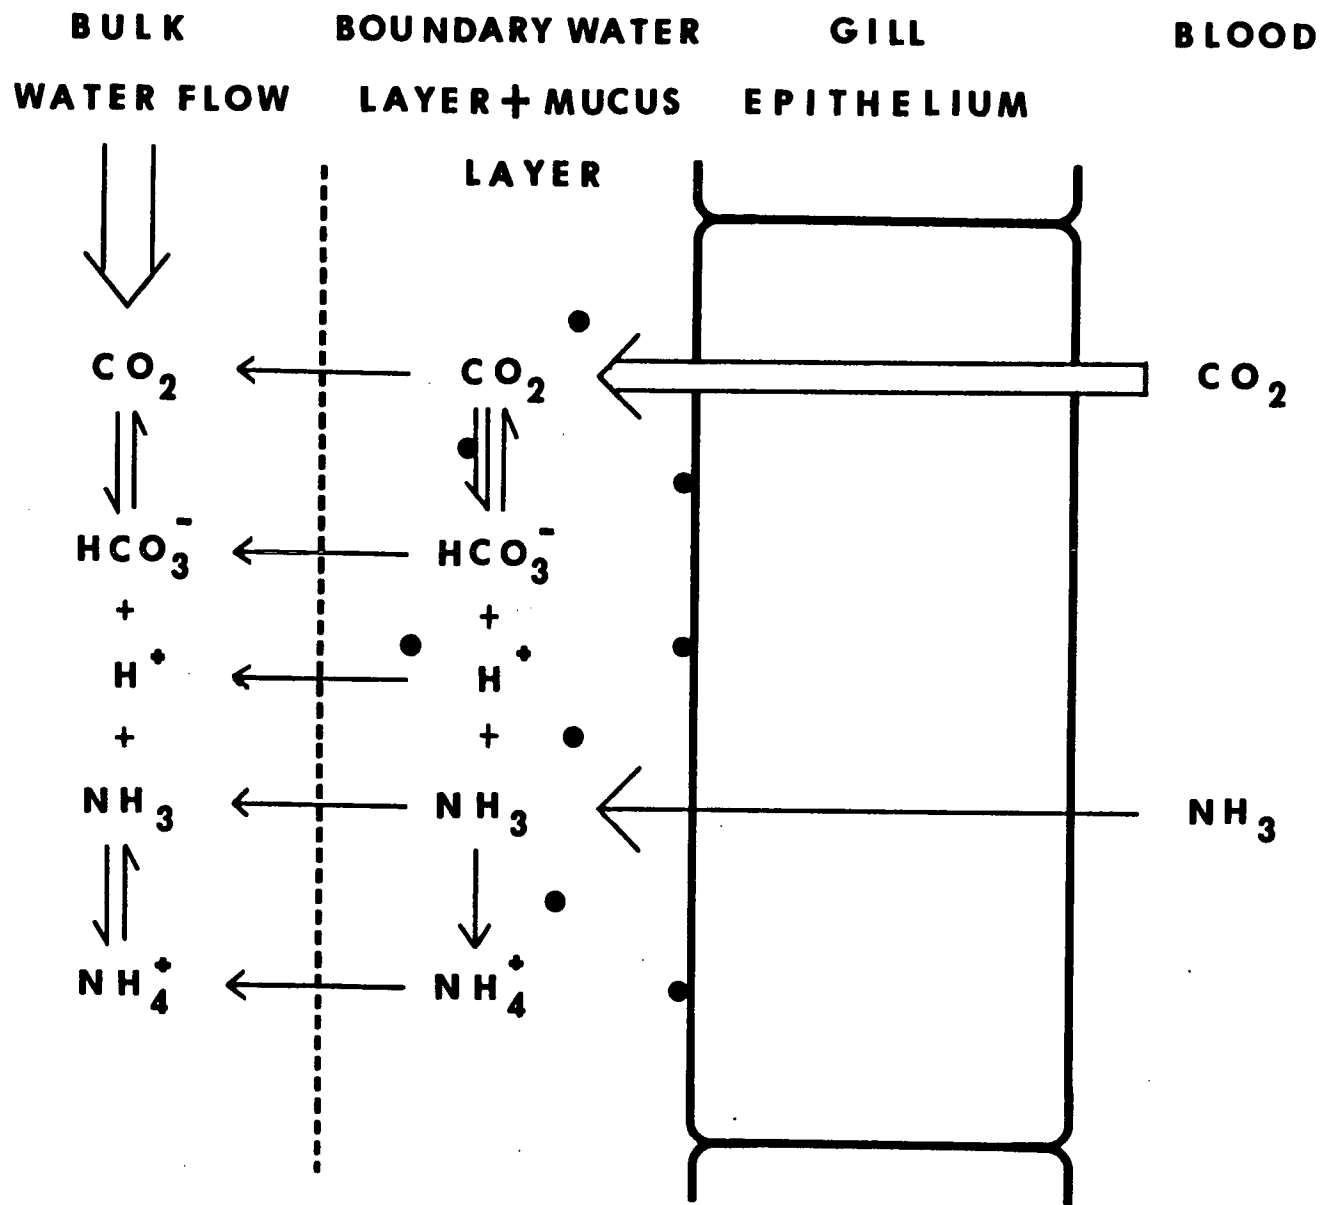 BULK
WATER FLOW
BOUNDARY WATER
LAYER + MUCUS
LAYER
GILL
EPITHELIUM
BLOOD
CO2
CO2
CO2
HCO3-
HCO3-
+
+
H+
H+
+
+
NH3
NH3
NH3
NH4+
NH4+